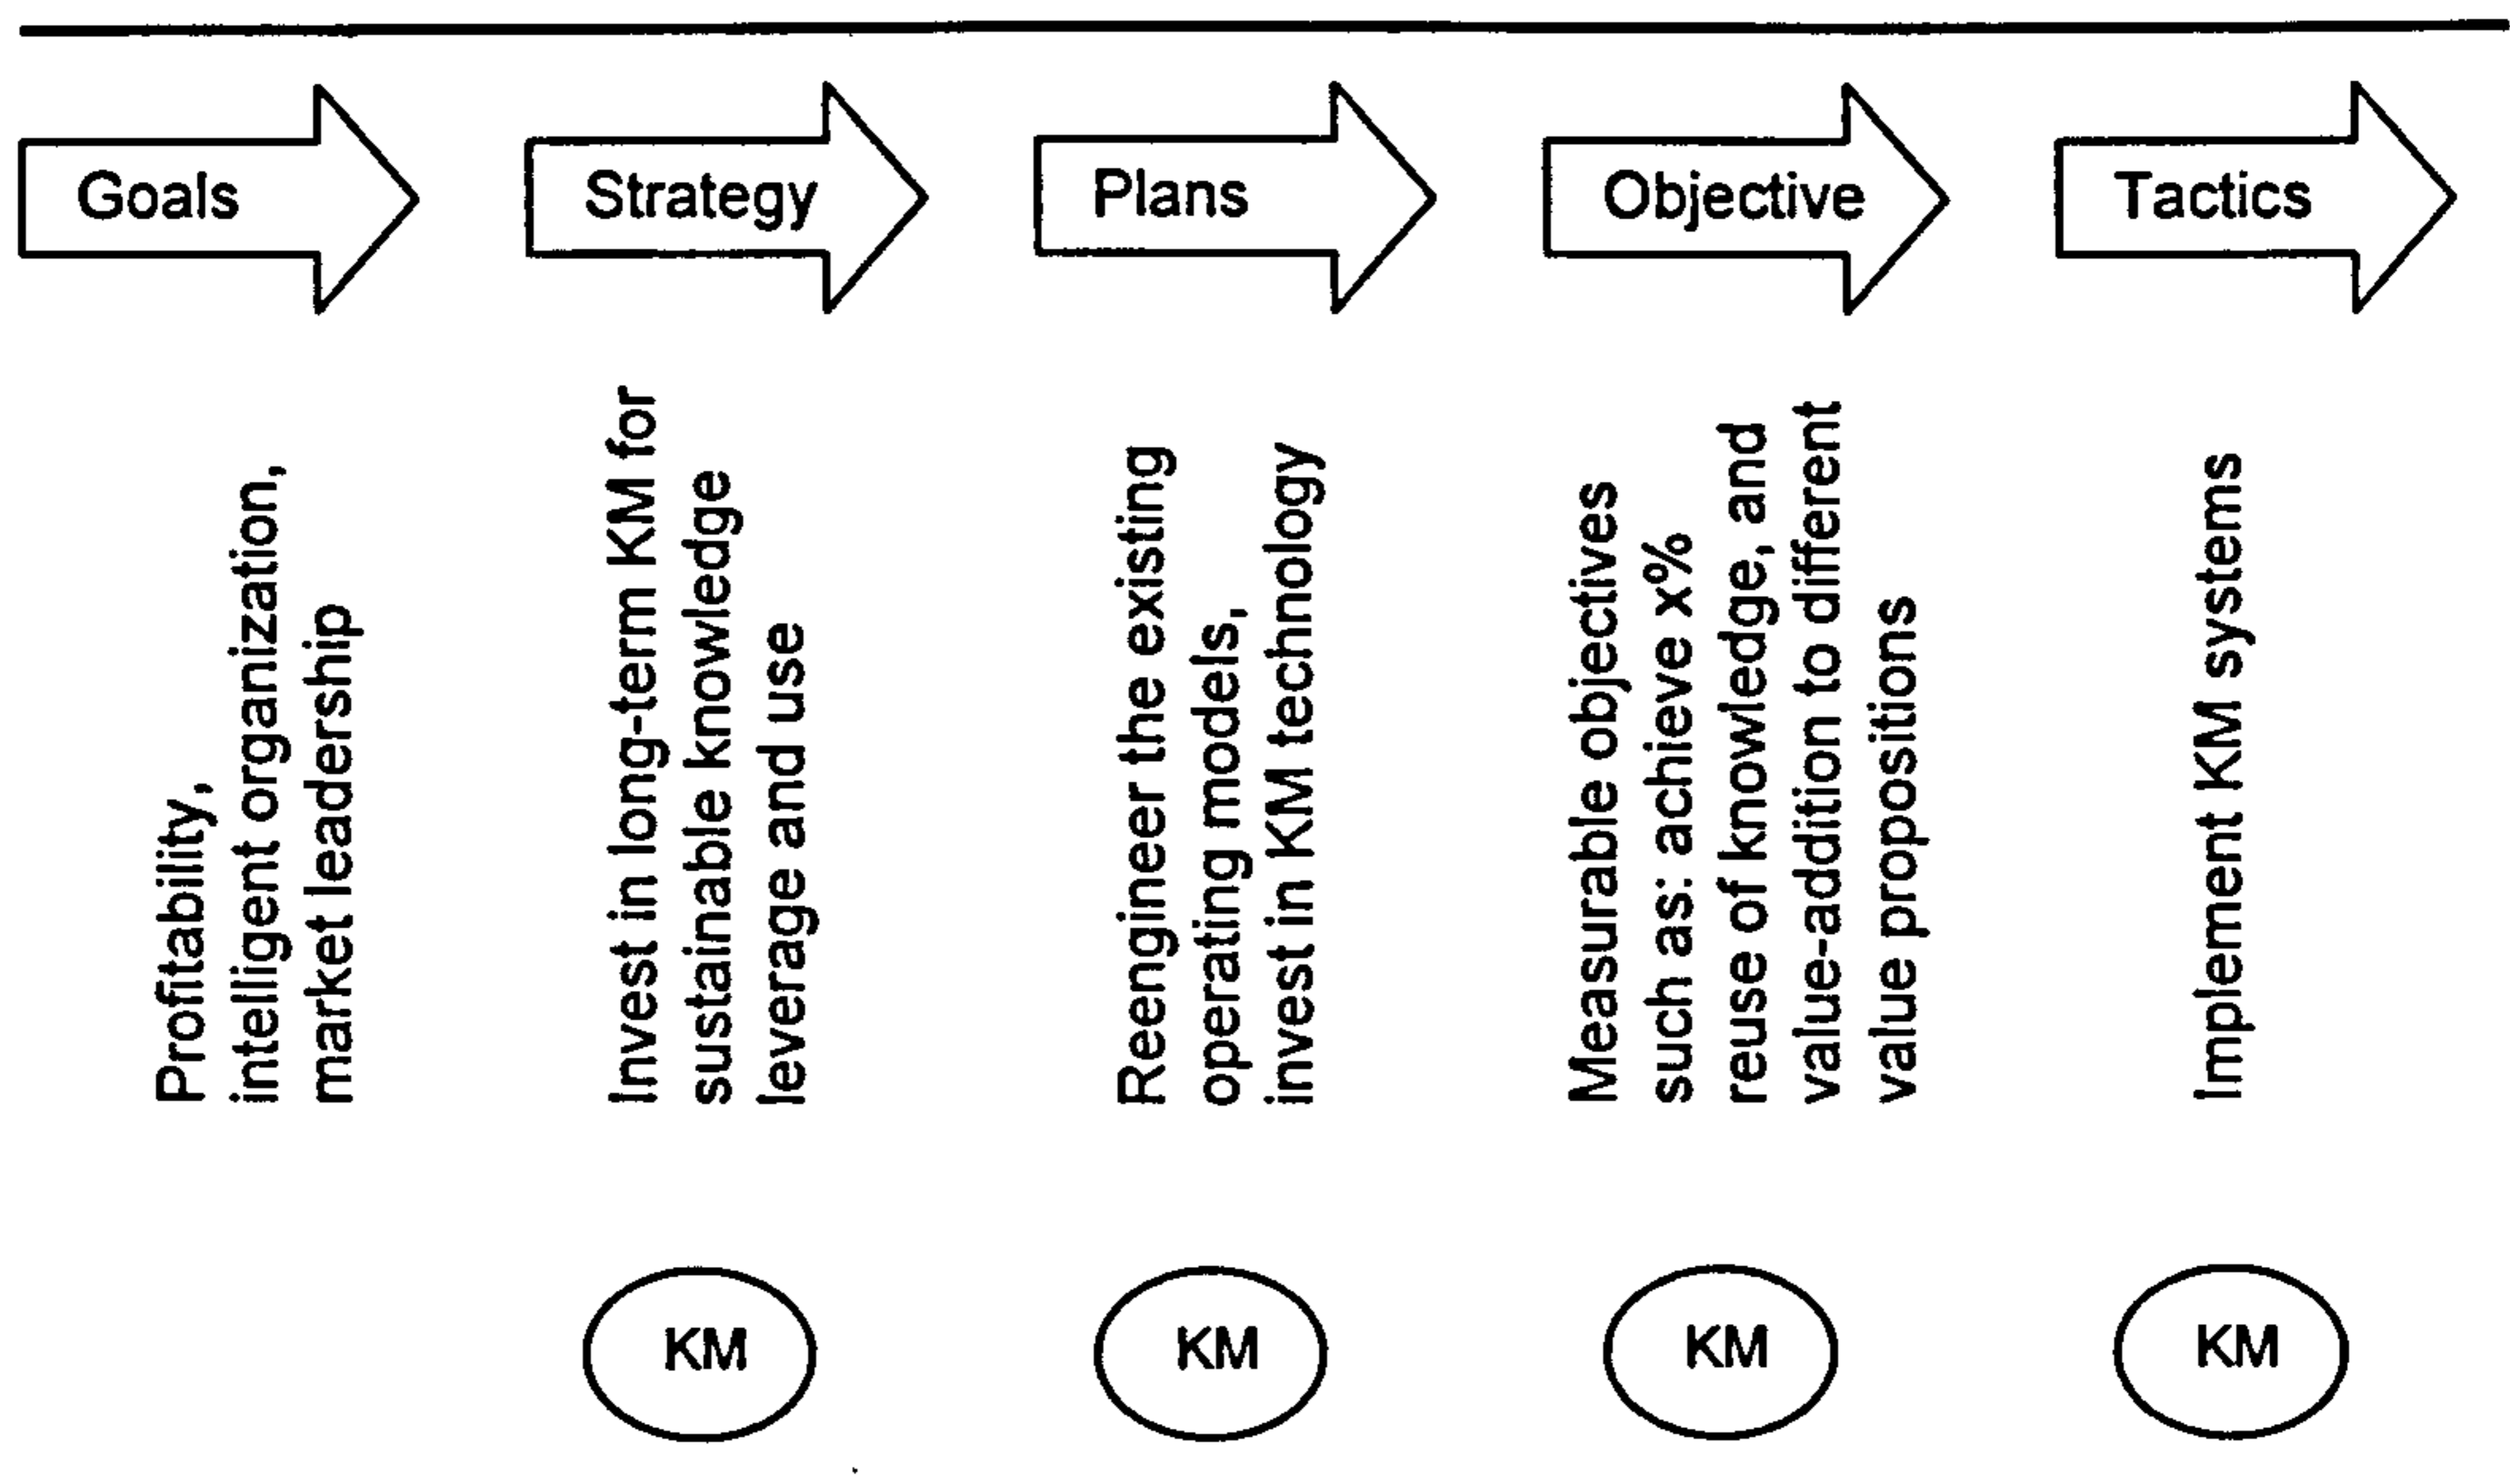 Goals
Strategy
Plans
Objective
Tactics
Profitability,
intelligent organization,
market leadership
Invest in long-term KM for
sustainable knowledge
leverage and use
Reengineer the existing
operating models,
invest in KM technology
Measurable objectives
such as: achieve x%
reuse of knowledge, and
value-addition to different
value propositions
Implement KM systems
KM
KM
KM
KM